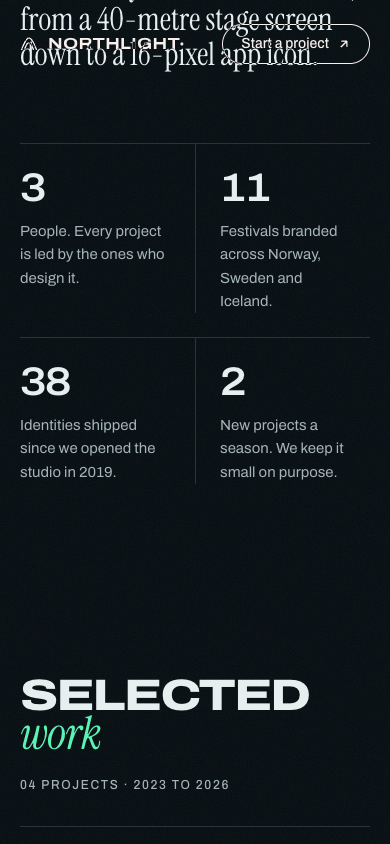 from a 40-metre stage screen
NORTHLIGHT.
Start a project ↗
down to a 16-pixel app icon.
3
People. Every project
is led by the ones who
design it.
11
Festivals branded
across Norway,
Sweden and
Iceland.
38
Identities shipped
since we opened the
studio in 2019.
2
New projects a
season. We keep it
small on purpose.
SELECTED
work
04 PROJECTS · 2023 TO 2026